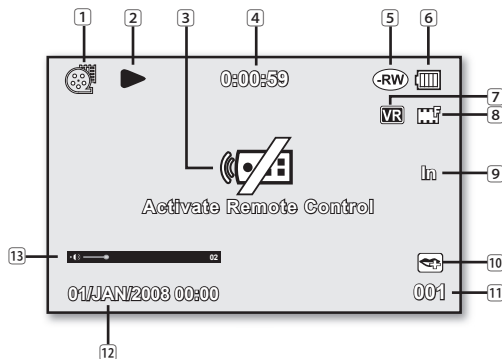 1 2 3 4 5 6
0:00:59 -RW
7
VR F 8
In 9
Activate Remote Control
13 02
10
01/JAN/2008 00:00 001 11
12